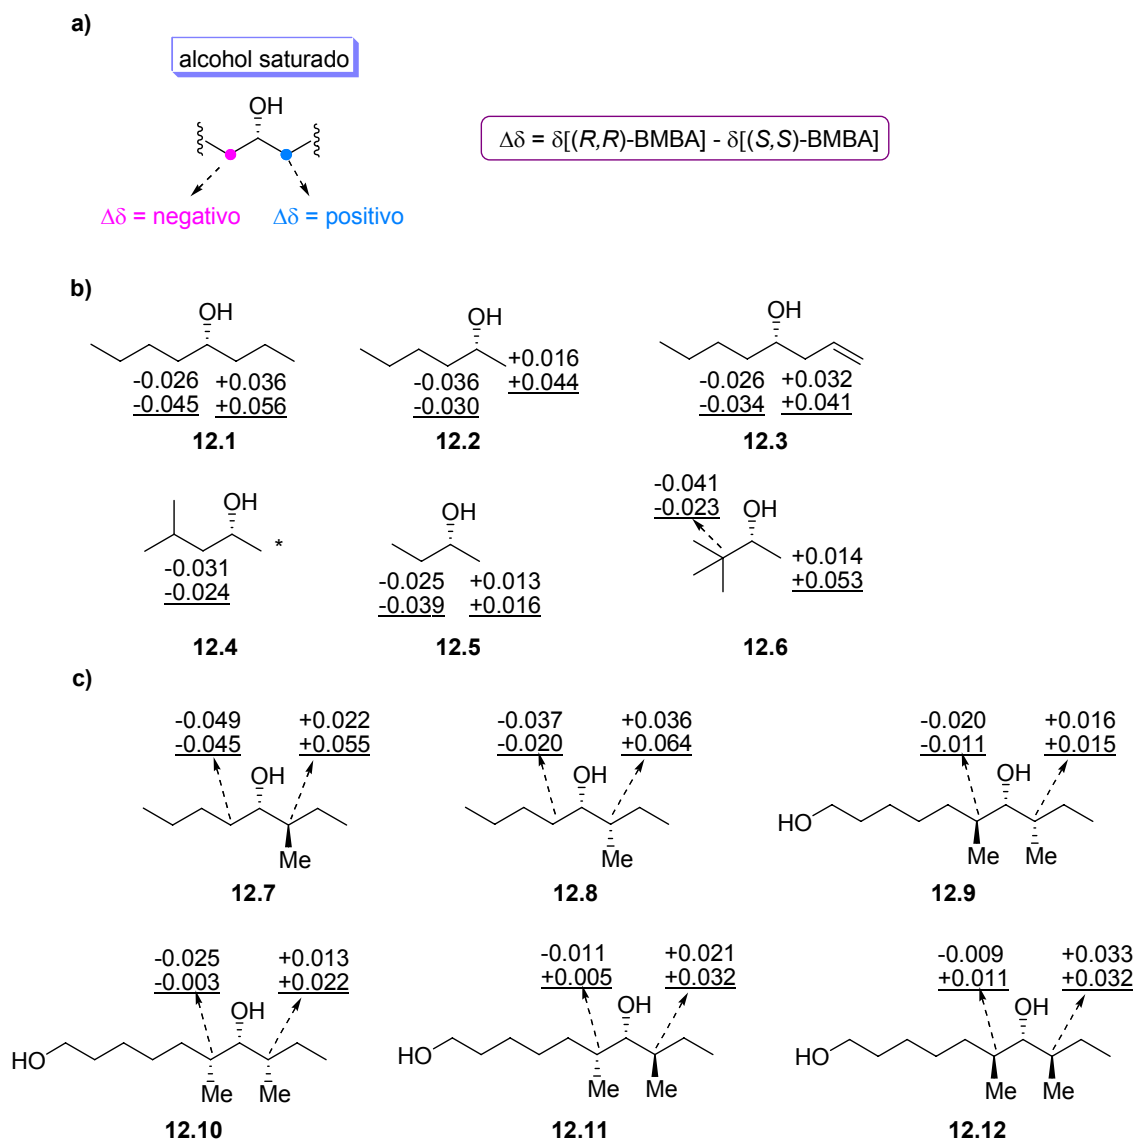 a)
alcohol saturado
OH
Δδ = negativo Δδ = positivo
Δδ = δ[(R,R)-BMBA] - δ[(S,S)-BMBA]
b)
OH
-0.026 +0.036
-0.045 +0.056
12.1
OH
+0.016
+0.044
-0.036
-0.030
12.2
OH
-0.026 +0.032
-0.034 +0.041
12.3
OH
*
-0.031
-0.024
12.4
OH
-0.025 +0.013
-0.039 +0.016
12.5
-0.041
-0.023
OH
+0.014
+0.053
12.6
c)
-0.049 +0.022
-0.045 +0.055
OH
Me
12.7
-0.037 +0.036
-0.020 +0.064
OH
Me
12.8
-0.020 +0.016
-0.011 +0.015
OH
HO
Me Me
12.9
-0.025 +0.013
-0.003 +0.022
OH
HO
Me Me
12.10
-0.011 +0.021
+0.005 +0.032
OH
HO
Me Me
12.11
-0.009 +0.033
+0.011 +0.032
OH
HO
Me Me
12.12